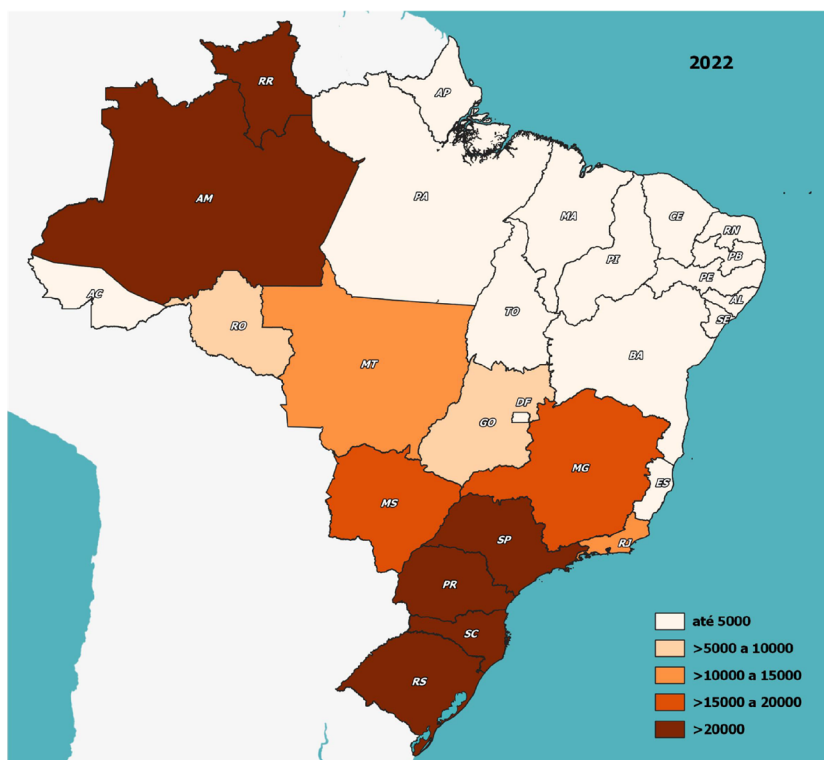 2022
RR
AP
AM
PA
MA
CE
RN
PI
PB
PE
AC
AL
TO
SE
RO
BA
MT
DF
GO
MG
ES
MS
SP
RJ
PR
SC
RS
até 5000
>5000 a 10000
>10000 a 15000
>15000 a 20000
>20000